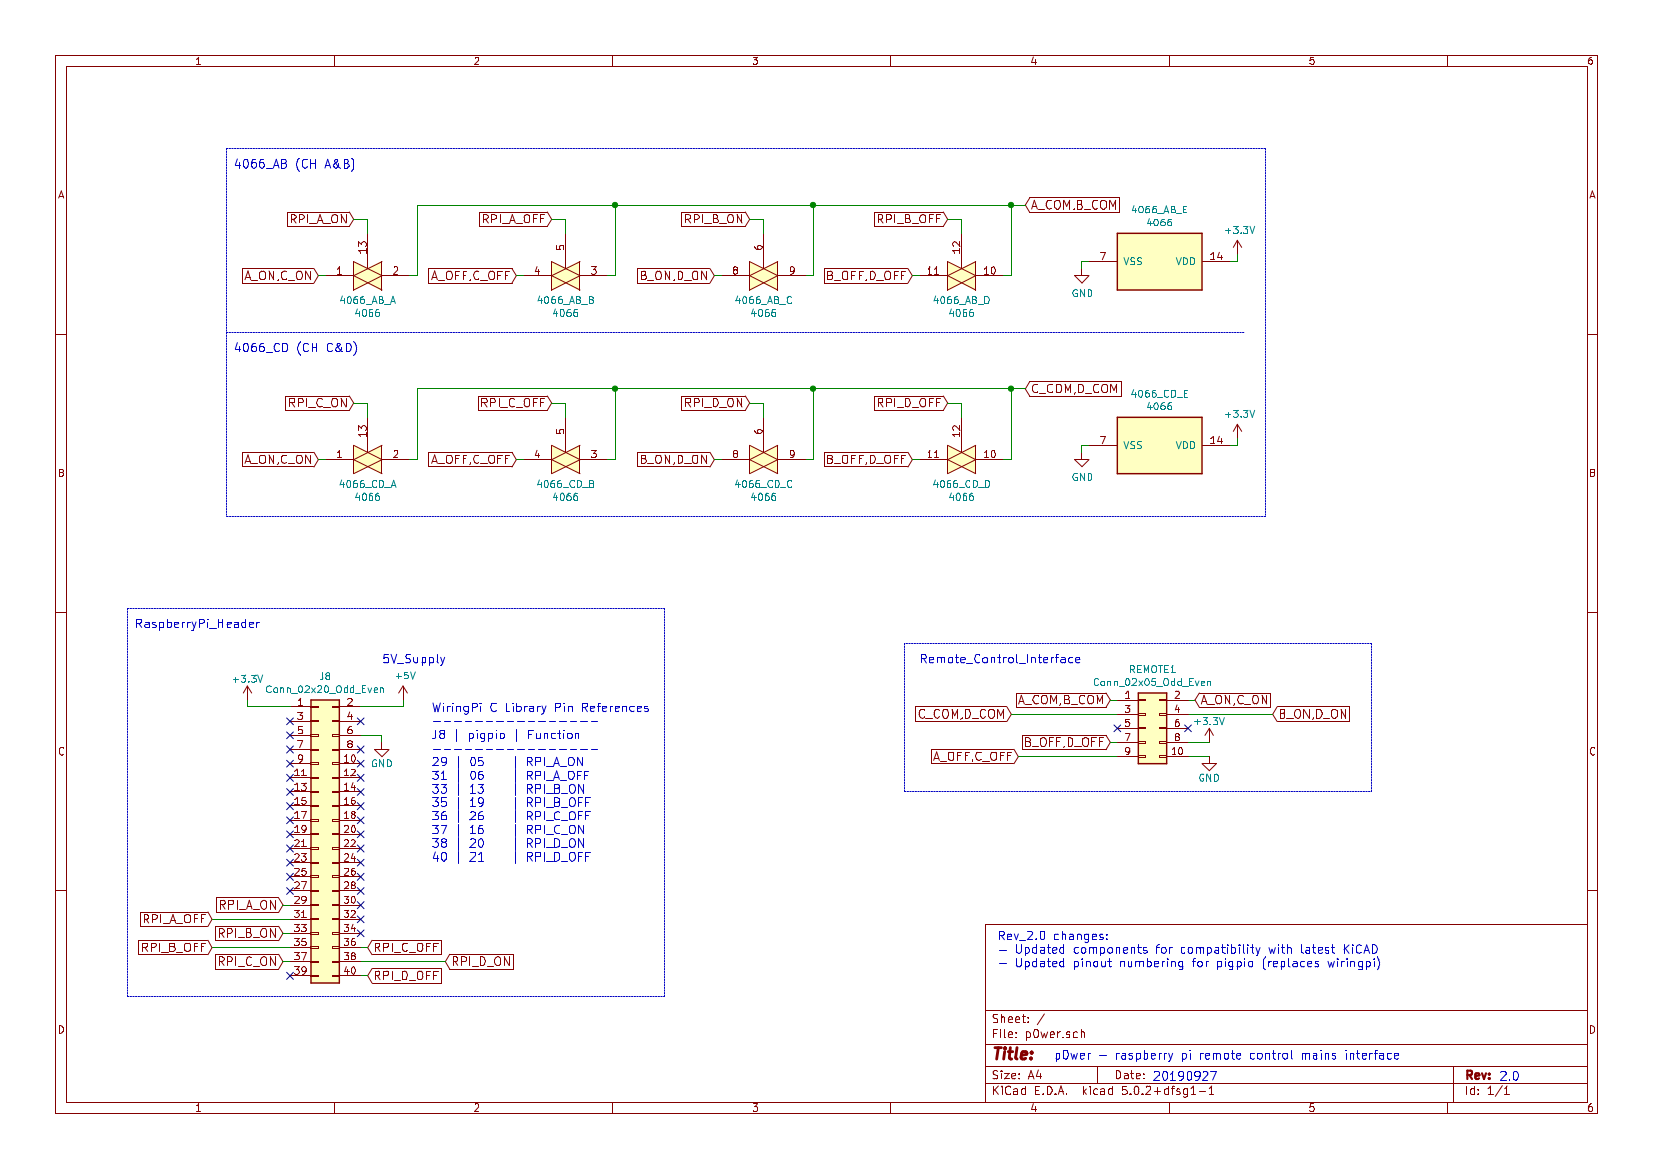 1 2 3 4 5 6
A
B
C
D
4066_AB (CH A&B)
RPI_A_ON RPI_A_OFF RPI_B_ON RPI_B_OFF A_COM,B_COM
13 5 6 12
A_ON,C_ON 1 2 A_OFF,C_OFF 4 3 B_ON,D_ON 8 9 B_OFF,D_OFF 11 10
4066_AB_A 4066_AB_B 4066_AB_C 4066_AB_D
4066 4066 4066 4066
4066_AB_E
4066
+3.3V
7 VSS VDD 14
GND
4066_CD (CH C&D)
RPI_C_ON RPI_C_OFF RPI_D_ON RPI_D_OFF C_COM,D_COM
13 5 6 12
A_ON,C_ON 1 2 A_OFF,C_OFF 4 3 B_ON,D_ON 8 9 B_OFF,D_OFF 11 10
4066_CD_A 4066_CD_B 4066_CD_C 4066_CD_D
4066 4066 4066 4066
4066_CD_E
4066
+3.3V
7 VSS VDD 14
GND
RaspberryPi_Header
5V_Supply
J8
Conn_02x20_Odd_Even
+3.3V +5V
1 2
3 4
5 6
7 8
GND
9 10
11 12
13 14
15 16
17 18
19 20
21 22
23 24
25 26
27 28
RPI_A_ON 29 30
RPI_A_OFF 31 32
RPI_B_ON 33 34
RPI_B_OFF 35 36 RPI_C_OFF
RPI_C_ON 37 38 RPI_D_ON
39 40 RPI_D_OFF
WiringPi C Library Pin References
----------------
J8 | pigpio | Function
----------------
29 | 05 | RPI_A_ON
31 | 06 | RPI_A_OFF
33 | 13 | RPI_B_ON
35 | 19 | RPI_B_OFF
36 | 26 | RPI_C_OFF
37 | 16 | RPI_C_ON
38 | 20 | RPI_D_ON
40 | 21 | RPI_D_OFF
Remote_Control_Interface
REMOTE1
Conn_02x05_Odd_Even
A_COM,B_COM 1 2 A_ON,C_ON
C_COM,D_COM 3 4 B_ON,D_ON
5 6 +3.3V
B_OFF,D_OFF 7 8
A_OFF,C_OFF 9 10
GND
Rev_2.0 changes:
- Updated components for compatibility with latest KiCAD
- Updated pinout numbering for pigpio (replaces wiringpi)
Sheet: /
File: p0wer.sch
Title: p0wer - raspberry pi remote control mains interface
Size: A4 Date: 20190927 Rev: 2.0
KiCad E.D.A. kicad 5.0.2+dfsg1-1 Id: 1/1
1 2 3 4 5 6
A
B
C
D